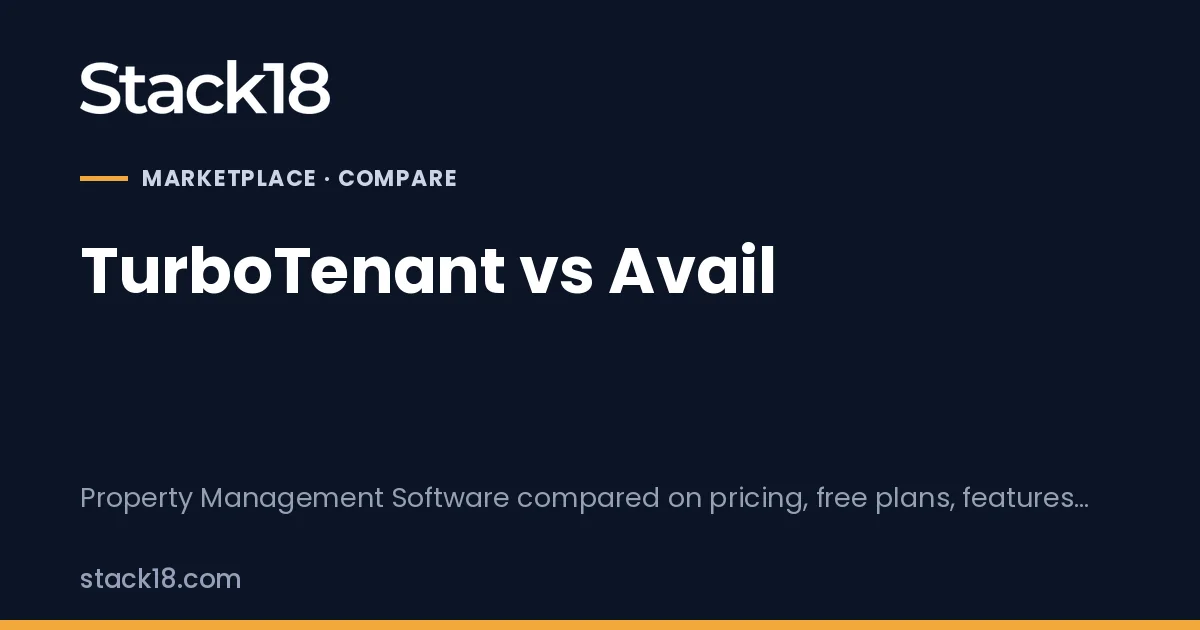 Stack18
MARKETPLACE · COMPARE
TurboTenant vs Avail
Property Management Software compared on pricing, free plans, features...
stack18.com